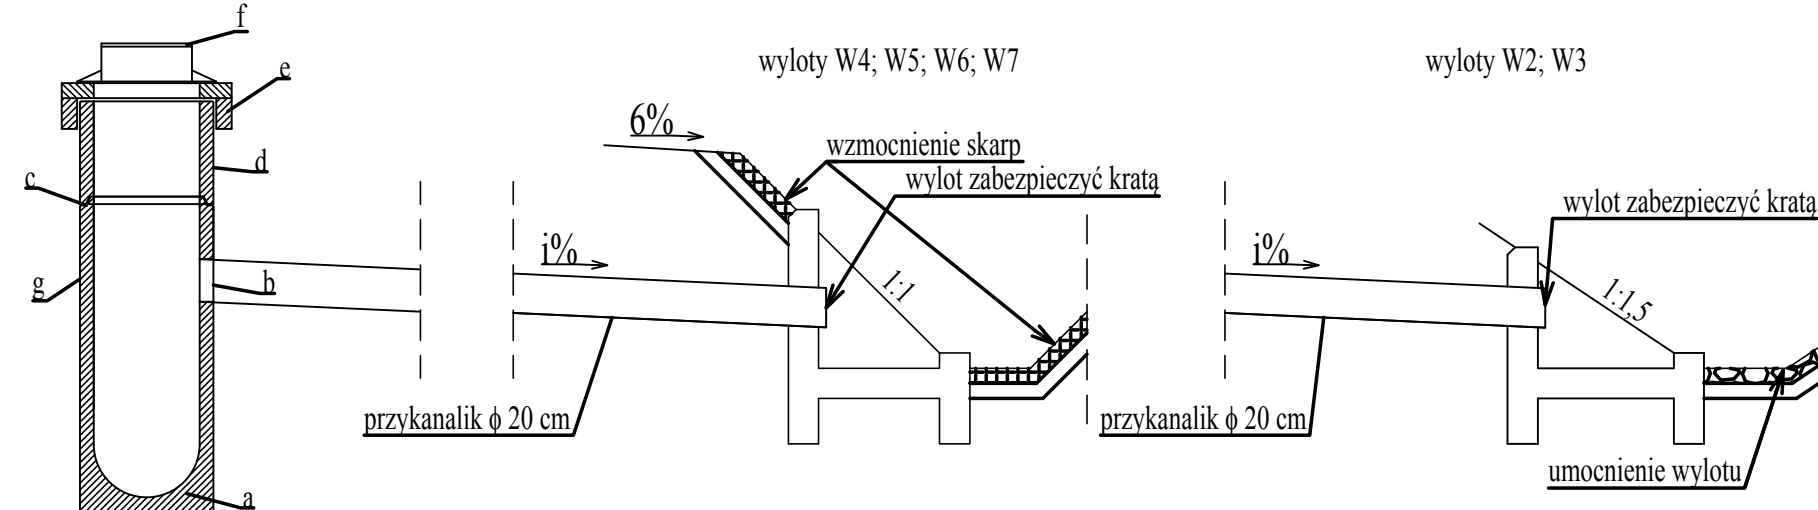 f
e
d
c
b
g
a
wyloty W4; W5; W6; W7
6%
wzmocnienie skarp
wylot zabezpieczyć kratą
i%
1:1
przykanalik ϕ 20 cm
wyloty W2; W3
wylot zabezpieczyć kratą
i%
1:1,5
przykanalik ϕ 20 cm
umocnienie wylotu